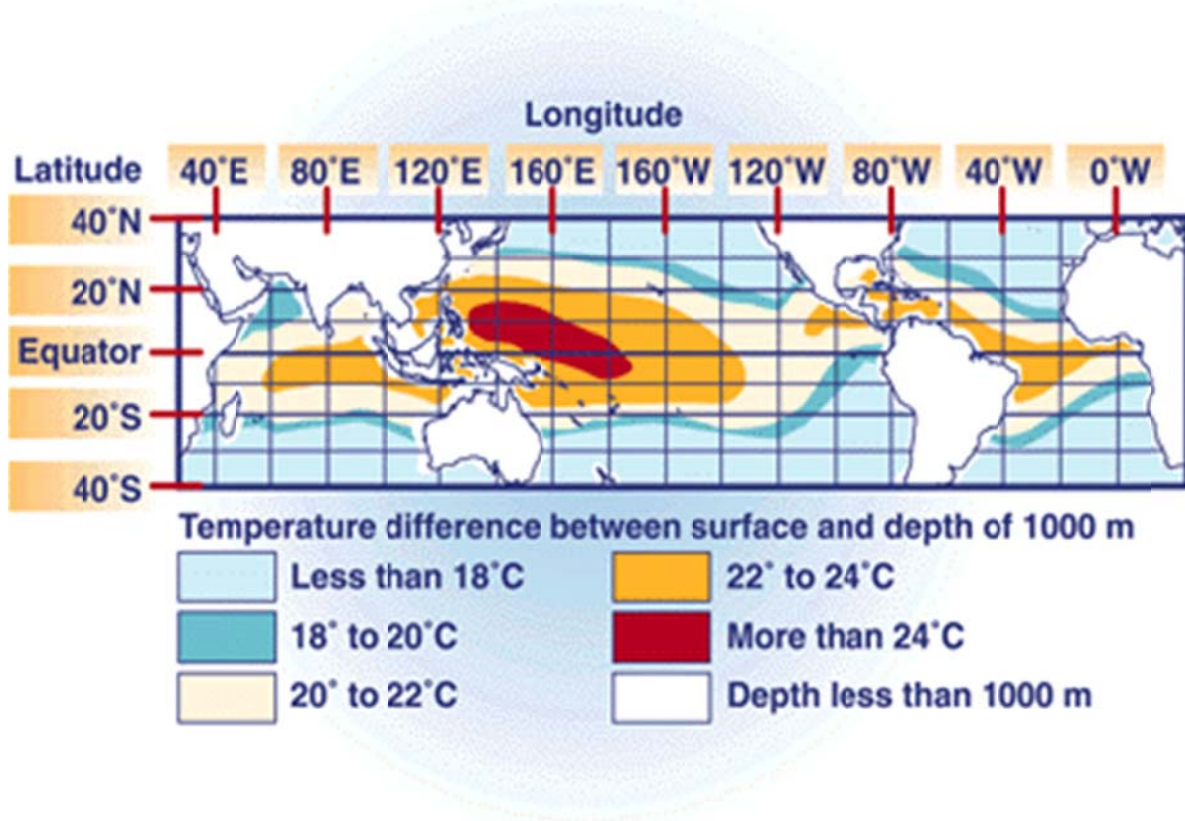 Longitude
Latitude 40°E 80°E 120°E 160°E 160°W 120°W 80°W 40°W 0°W
40°N
20°N
Equator
20°S
40°S
Temperature difference between surface and depth of 1000 m
Less than 18°C 22° to 24°C
18° to 20°C More than 24°C
20° to 22°C Depth less than 1000 m